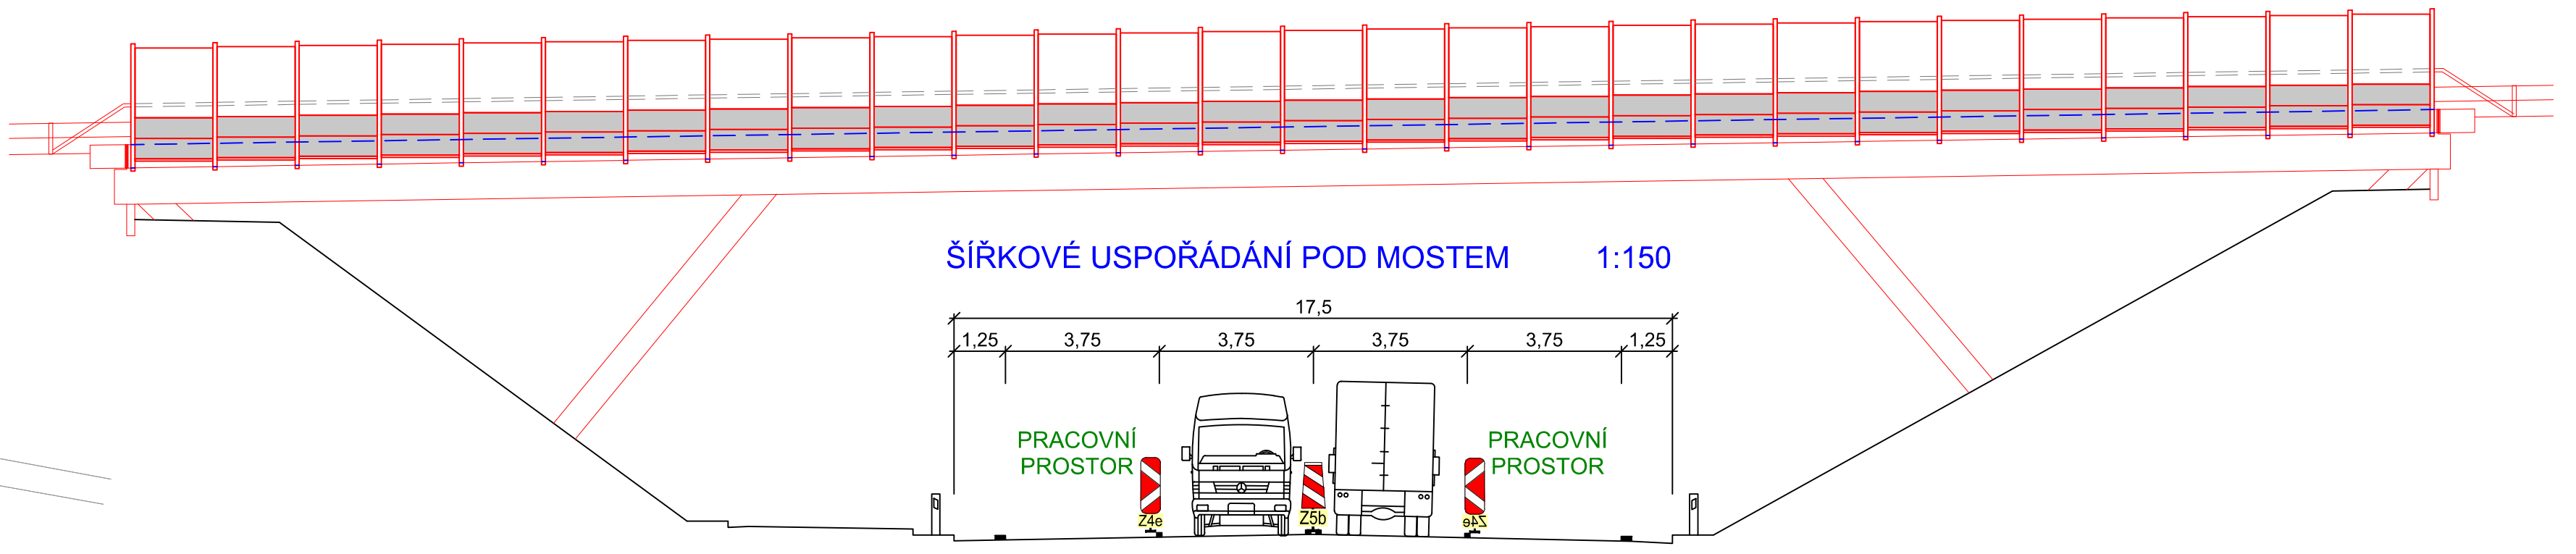 ŠÍŘKOVÉ USPOŘÁDÁNÍ POD MOSTEM 1:150
17,5
1,25 3,75 3,75 3,75 3,75 1,25
PRACOVNÍ
PROSTOR
PRACOVNÍ
PROSTOR
Z4e Z5b Z4e